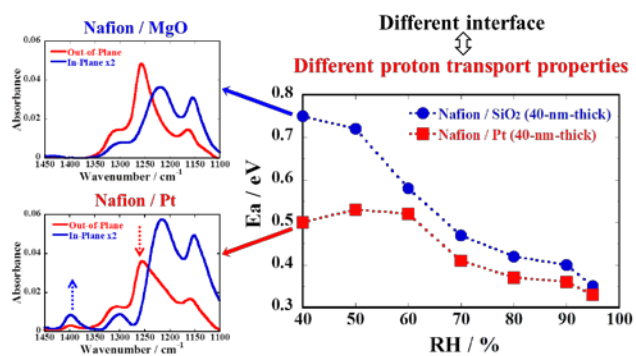 Nafion / MgO
Out-of-Plane
In-Plane x2
Absorbance
0.06
0.04
0.02
0
1450 1400 1350 1300 1250 1200 1150 1100
Wavenumber / cm-1
Nafion / Pt
Out-of-Plane
In-Plane x2
Absorbance
0.06
0.04
0.02
0
1450 1400 1350 1300 1250 1200 1150 1100
Wavenumber / cm-1
Different interface
Different proton transport properties
Nafion / SiO₂ (40-nm-thick)
Nafion / Pt (40-nm-thick)
Ea / eV
0.8
0.7
0.6
0.5
0.4
0.3
40 50 60 70 80 90 100
RH / %